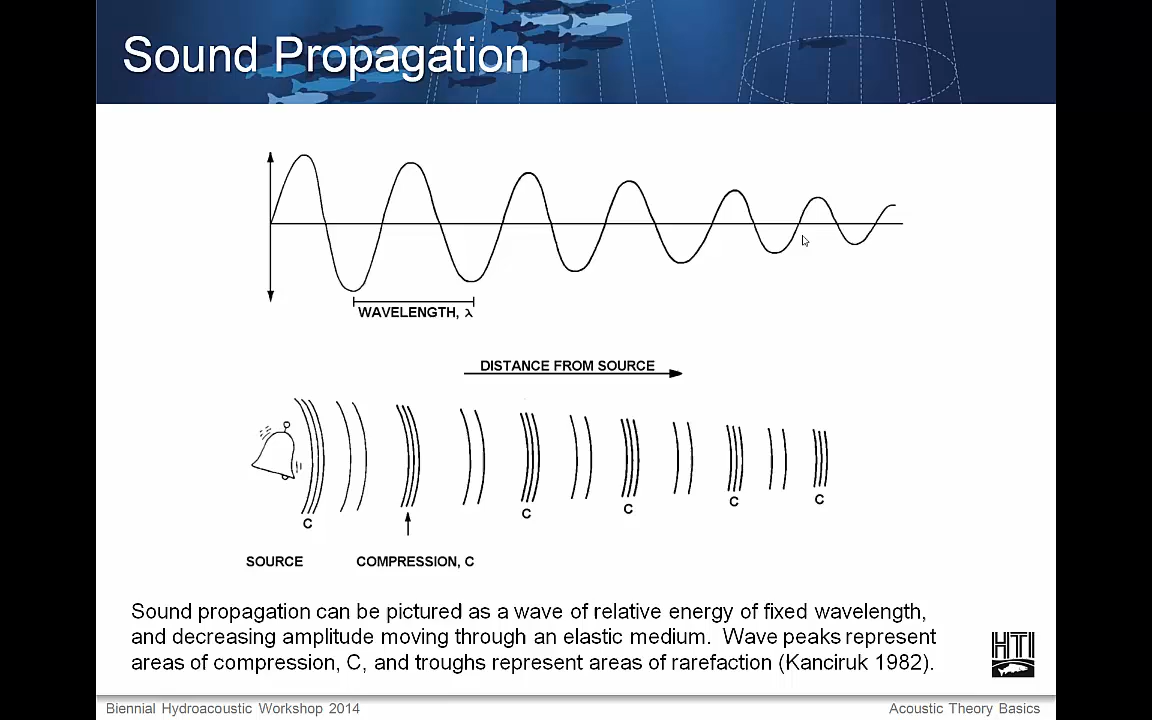 Sound Propagation
WAVELENGTH, λ
DISTANCE FROM SOURCE
C
C
C
C
C
SOURCE
COMPRESSION, C
Sound propagation can be pictured as a wave of relative energy of fixed wavelength,
and decreasing amplitude moving through an elastic medium. Wave peaks represent
areas of compression, C, and troughs represent areas of rarefaction (Kanciruk 1982).
HTI
Biennial Hydroacoustic Workshop 2014
Acoustic Theory Basics